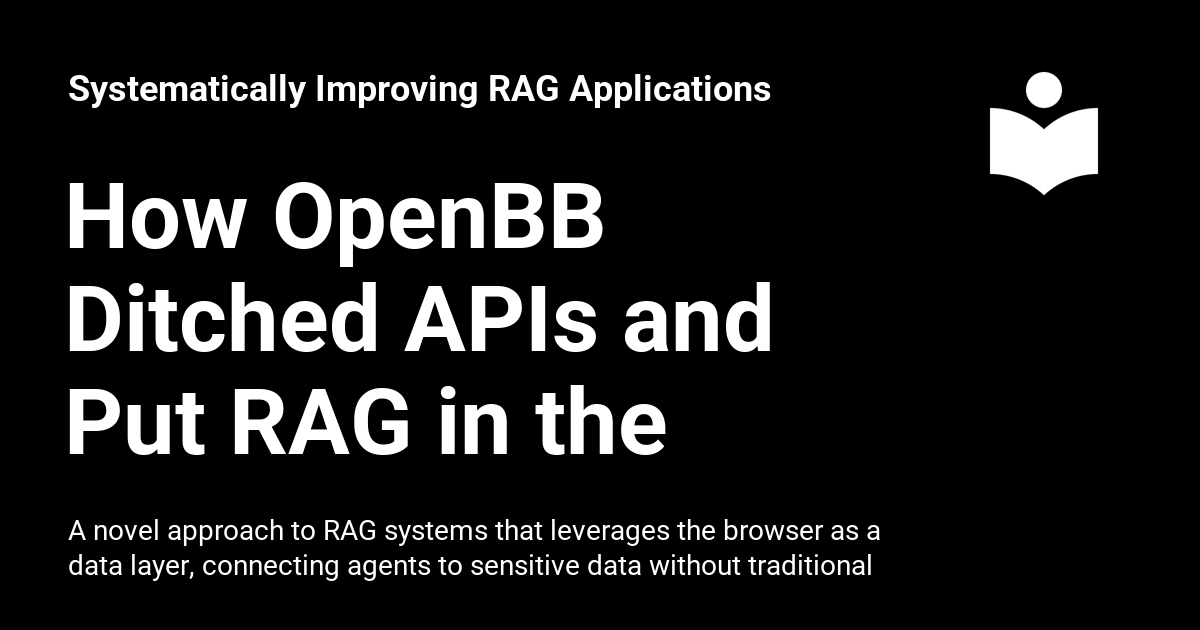 Systematically Improving RAG Applications
How OpenBB
Ditched APIs and
Put RAG in the
A novel approach to RAG systems that leverages the browser as a
data layer, connecting agents to sensitive data without traditional